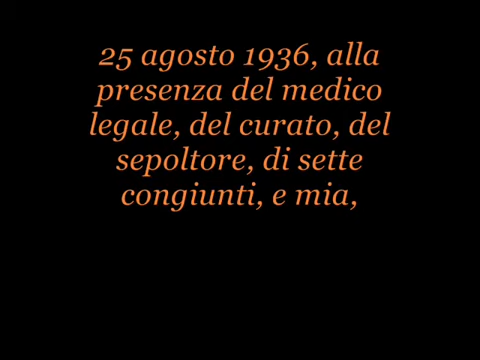 25 agosto 1936, alla
presenza del medico
legale, del curato, del
sepoltore, di sette
congiunti, e mia,